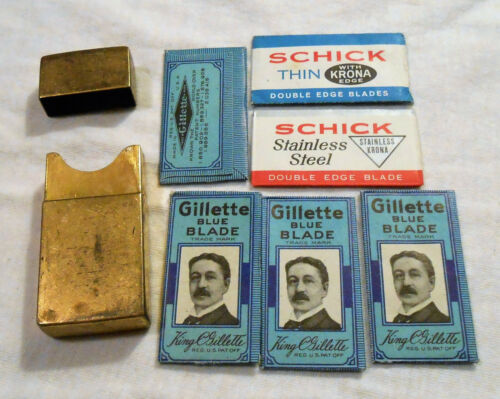 SCHICK
THIN WITH KRONA EDGE
DOUBLE EDGE BLADES
SCHICK
Stainless Steel
STAINLESS KRONA
DOUBLE EDGE BLADE
Gillette
Gillette
BLUE
BLADE
TRADE MARK
King C Gillette
REG. U.S. PAT. OFF.
Gillette
BLUE
BLADE
TRADE MARK
King C Gillette
REG. U.S. PAT. OFF.
Gillette
BLUE
BLADE
TRADE MARK
King C Gillette
REG. U.S. PAT. OFF.